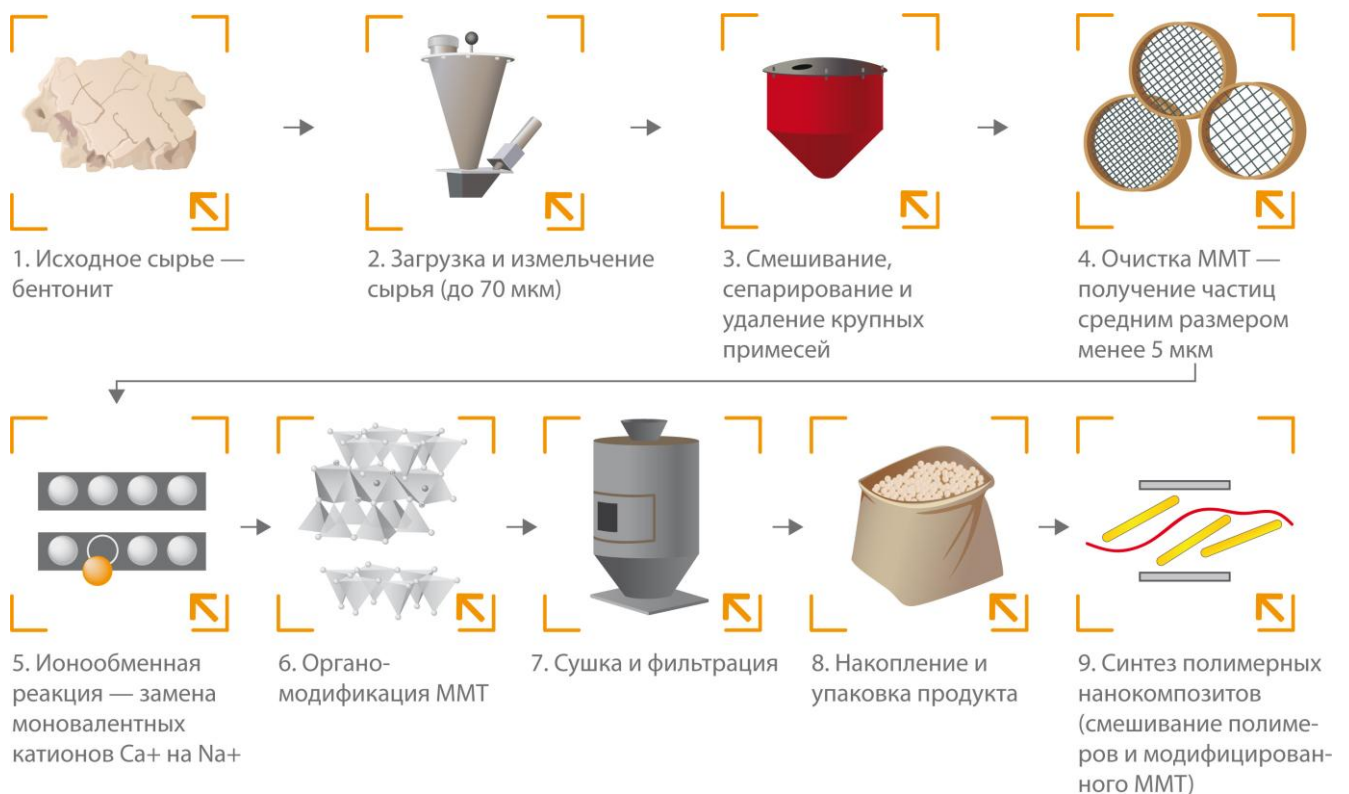 1. Исходное сырье —
бентонит
2. Загрузка и измельчение
сырья (до 70 мкм)
3. Смешивание,
сепарирование и
удаление крупных
примесей
4. Очистка ММТ —
получение частиц
средним размером
менее 5 мкм
5. Ионообменная
реакция — замена
моновалентных
катионов Ca+ на Na+
6. Органо-
модификация ММТ
7. Сушка и фильтрация
8. Накопление и
упаковка продукта
9. Синтез полимерных
нанокомпозитов
(смешивание полиме-
ров и модифицирован-
ного ММТ)